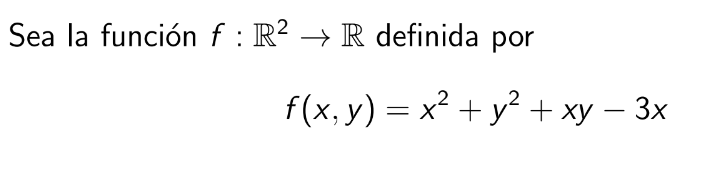 Sea la función f : ℝ² → ℝ definida por
f(x, y) = x² + y² + xy − 3x